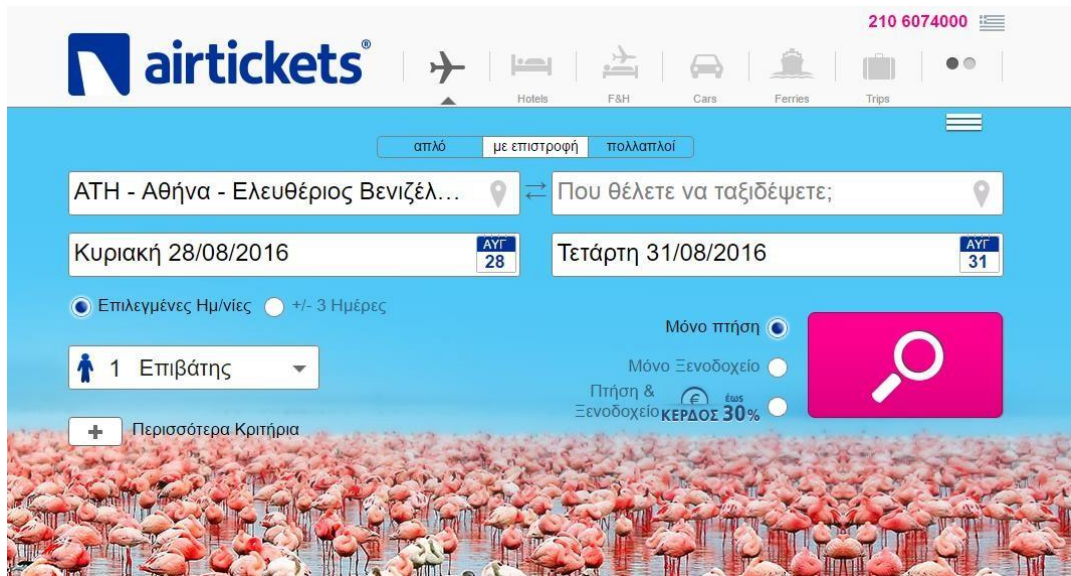 210 6074000
airtickets®
Hotels F&H Cars Ferries Trips
απλό με επιστροφή πολλαπλοί
ATH - Αθήνα - Ελευθέριος Βενιζέλ... Που θέλετε να ταξιδέψετε;
Κυριακή 28/08/2016 ΑΥΓ 28 Τετάρτη 31/08/2016 ΑΥΓ 31
Επιλεγμένες Ημ/νίες +/- 3 Ημέρες
Μόνο πτήση
1 Επιβάτης
Μόνο Ξενοδοχείο
Πτήση & Ξενοδοχείο € έως ΚΕΡΔΟΣ 30%
+ Περισσότερα Κριτήρια